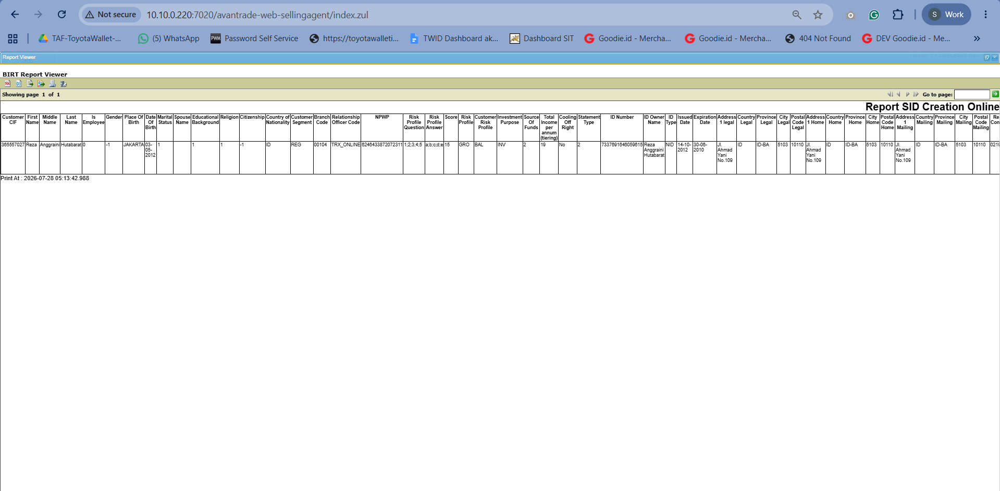 Not secure
10.10.0.220:7020/avantrade-web-sellingagent/index.zul
S Work
TAF-ToyotaWallet-...
(5) WhatsApp
PWM Password Self Service
https://toyotawalleti...
TWID Dashboard ak...
Dashboard SIT
Goodie.id - Mercha...
Goodie.id - Mercha...
404 Not Found
DEV Goodie.id - Me...
Report Viewer
BIRT Report Viewer
Showing page 1 of 1
Go to page:
Report SID Creation Online
Customer CIF | First Name | Middle Name | Last Name | Is Employee | Gender | Place Of Birth | Date Of Birth | Marital Status | Spouse Name | Educational Background | Religion | Citizenship | Country of Nationality | Customer Segment | Branch Code | Relationship Officer Code | NPWP | Risk Profile Question | Risk Profile Answer | Score | Risk Profile | Customer Risk Profile | Investment Purpose | Source Of Funds | Total Income per annum (tiering) | Cooling Off Right | Statement Type | ID Number | ID Owner Name | ID Type | Issued Date | Expiration Date | Address 1 legal | Country Legal | Province Legal | City Legal | Postal Code Legal | Address 1 Home | Country Home | Province Home | City Home | Postal Code Home | Address 1 Mailing | Country Mailing | Province Mailing | City Mailing | Postal Code Mailing | Re Con
365557027 | Reza | Anggraini | Hutabarat | 0 | -1 | JAKARTA | 03-05-2012 | 1 | | 1 | 1 | -1 | ID | REG | 00104 | TRX_ONLINE | 6246433872072311 | 1;2;3;4;5 | a;b;c;d;e | 15 | GRO | BAL | INV | 2 | 19 | No | 2 | 7337691646059615 | Reza Anggraini Hutabarat | NID | 14-10-2012 | 30-06-2010 | Jl. Ahmad Yani No.109 | ID | ID-BA | 5103 | 10110 | Jl. Ahmad Yani No.109 | ID | ID-BA | 5103 | 10110 | Jl. Ahmad Yani No.109 | ID | ID-BA | 5103 | 10110 | 0219
Print At : 2026-07-28 05:13:42.988